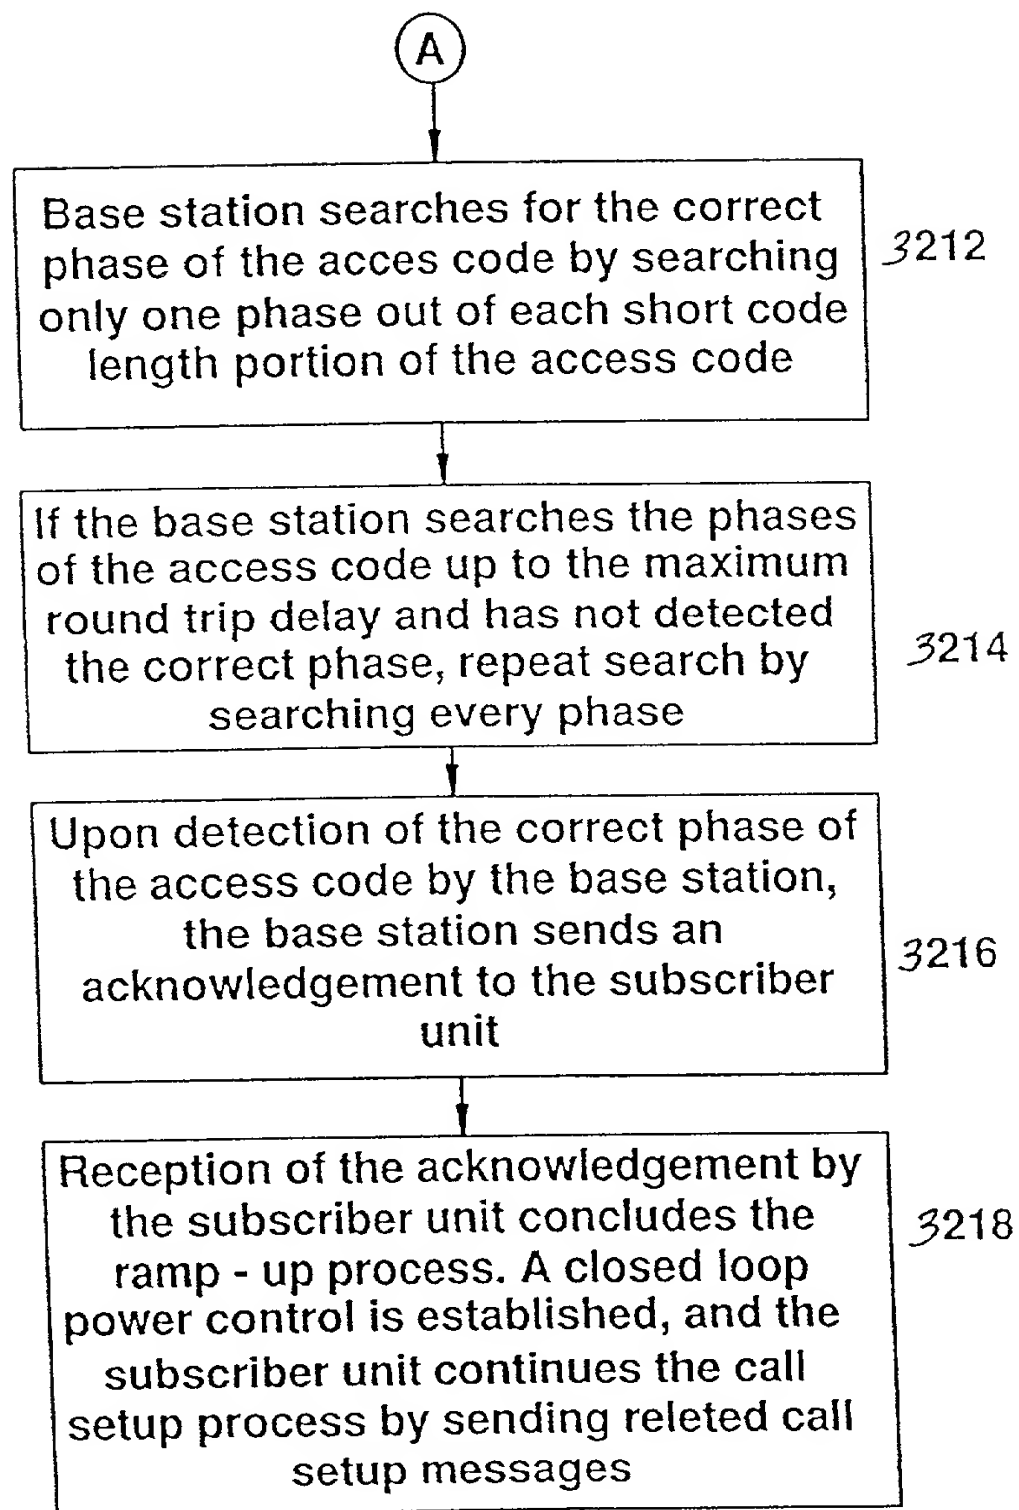 A
Base station searches for the correct
phase of the acces code by searching
only one phase out of each short code
length portion of the access code
3212
If the base station searches the phases
of the access code up to the maximum
round trip delay and has not detected
the correct phase, repeat search by
searching every phase
3214
Upon detection of the correct phase of
the access code by the base station,
the base station sends an
acknowledgement to the subscriber
unit
3216
Reception of the acknowledgement by
the subscriber unit concludes the
ramp - up process. A closed loop
power control is established, and the
subscriber unit continues the call
setup process by sending releted call
setup messages
3218